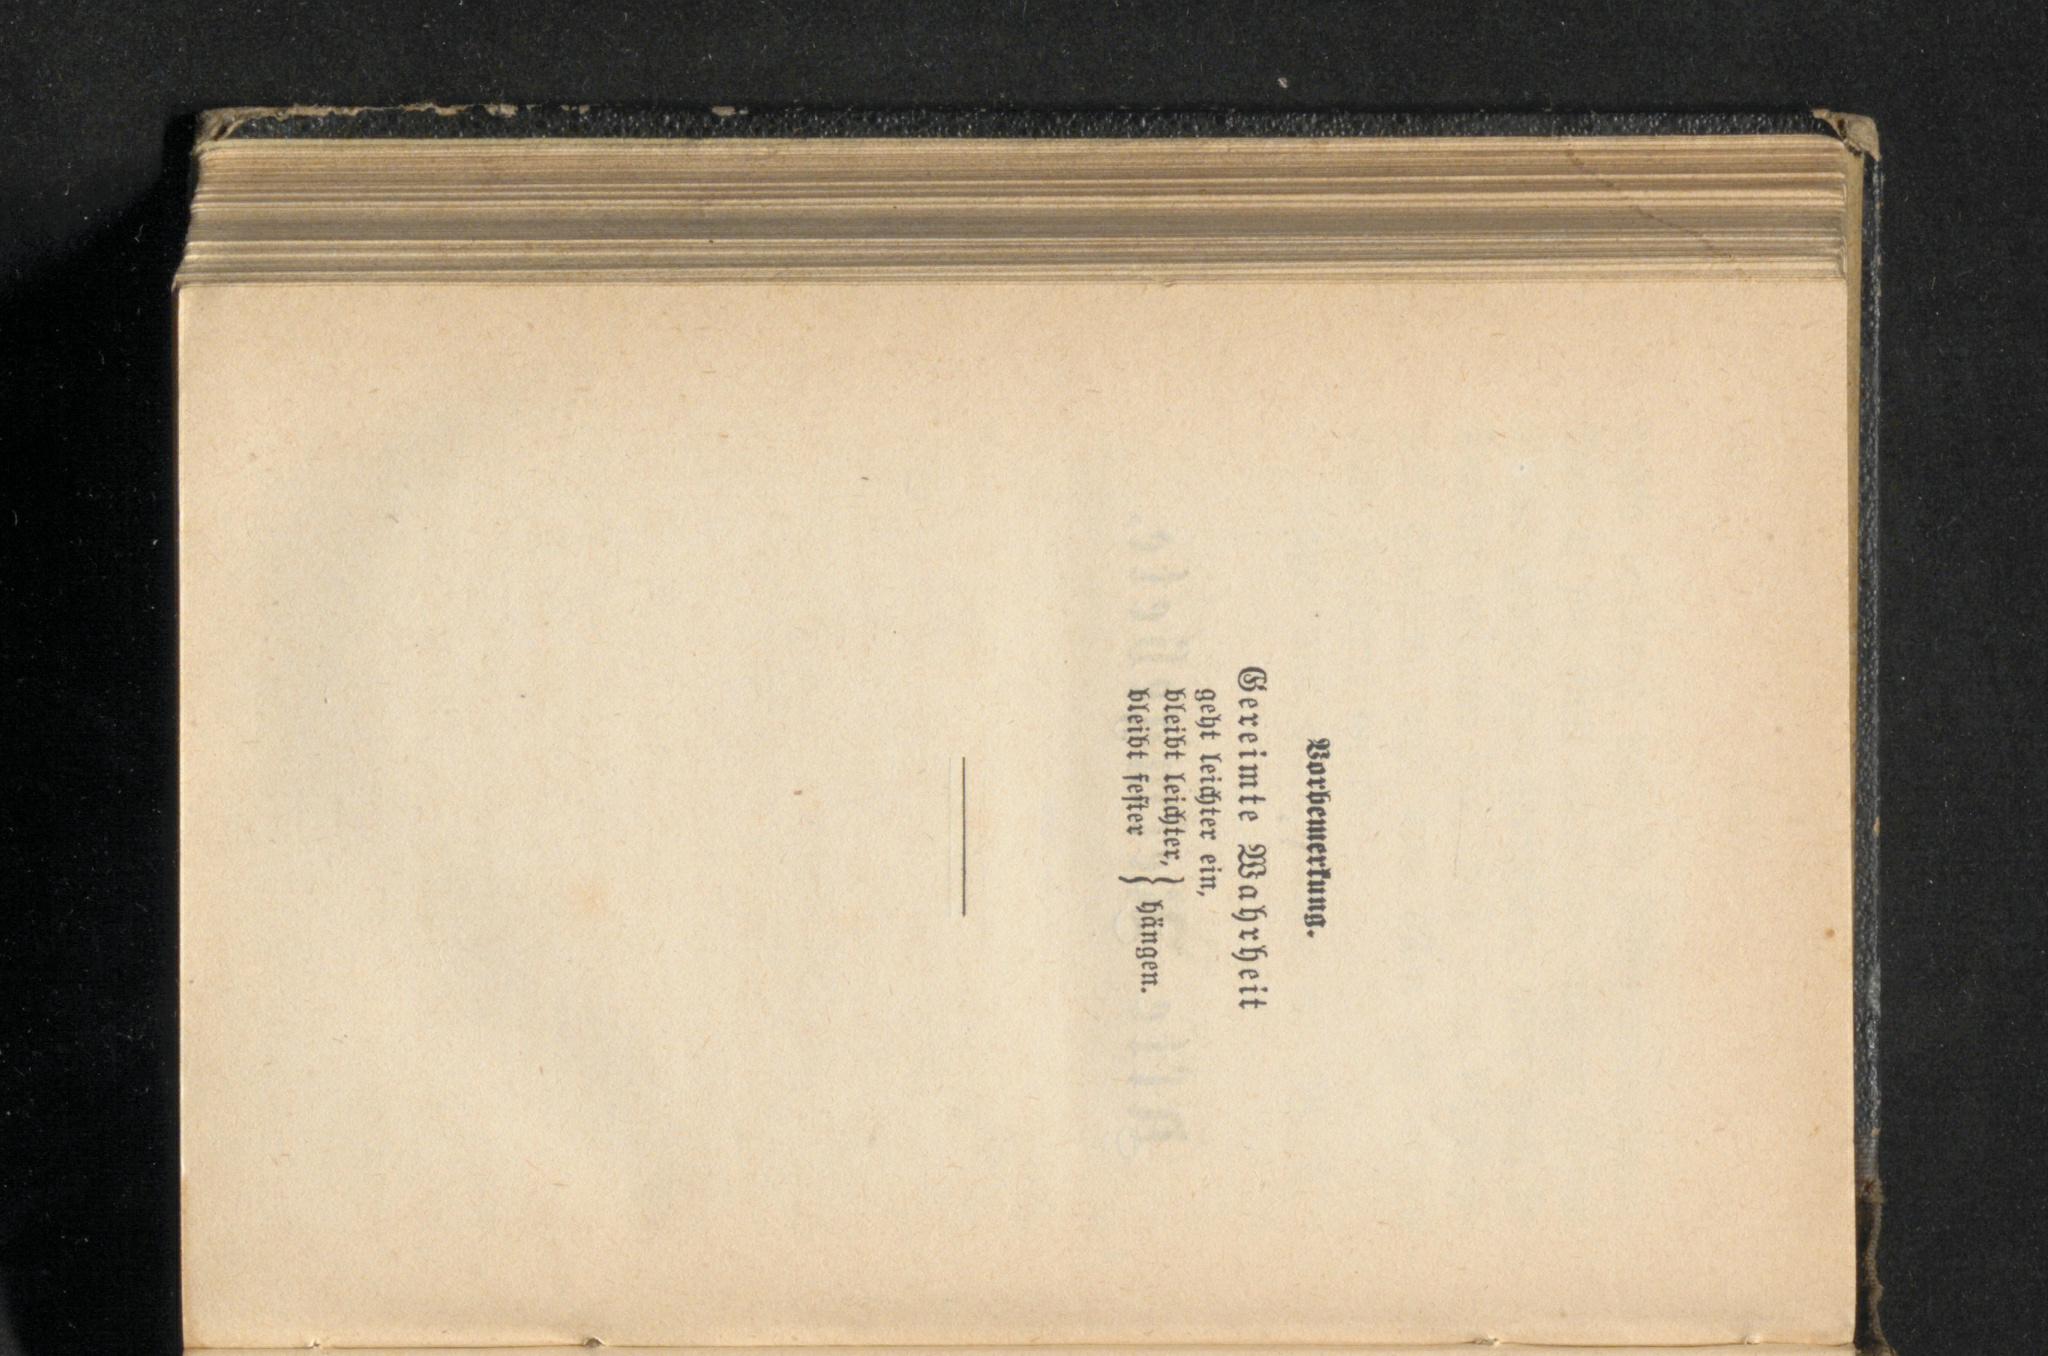 Vorbemerkung.
Gereimte Wahrheit
geht leichter ein,
bleibt leichter, } hängen.
bleibt fester }